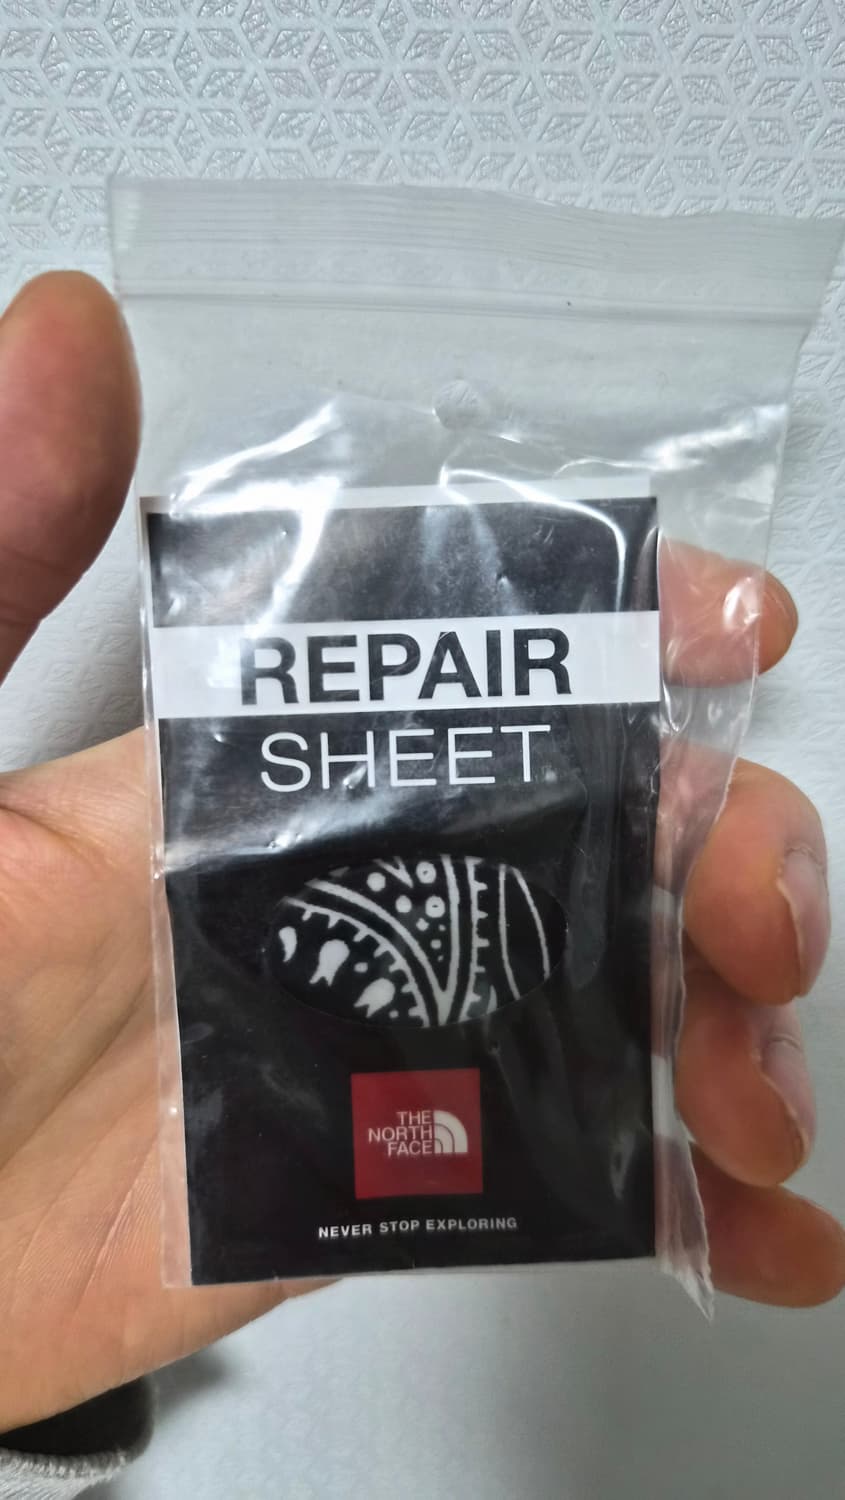 REPAIR
SHEET
THE
NORTH
FACE
NEVER STOP EXPLORING